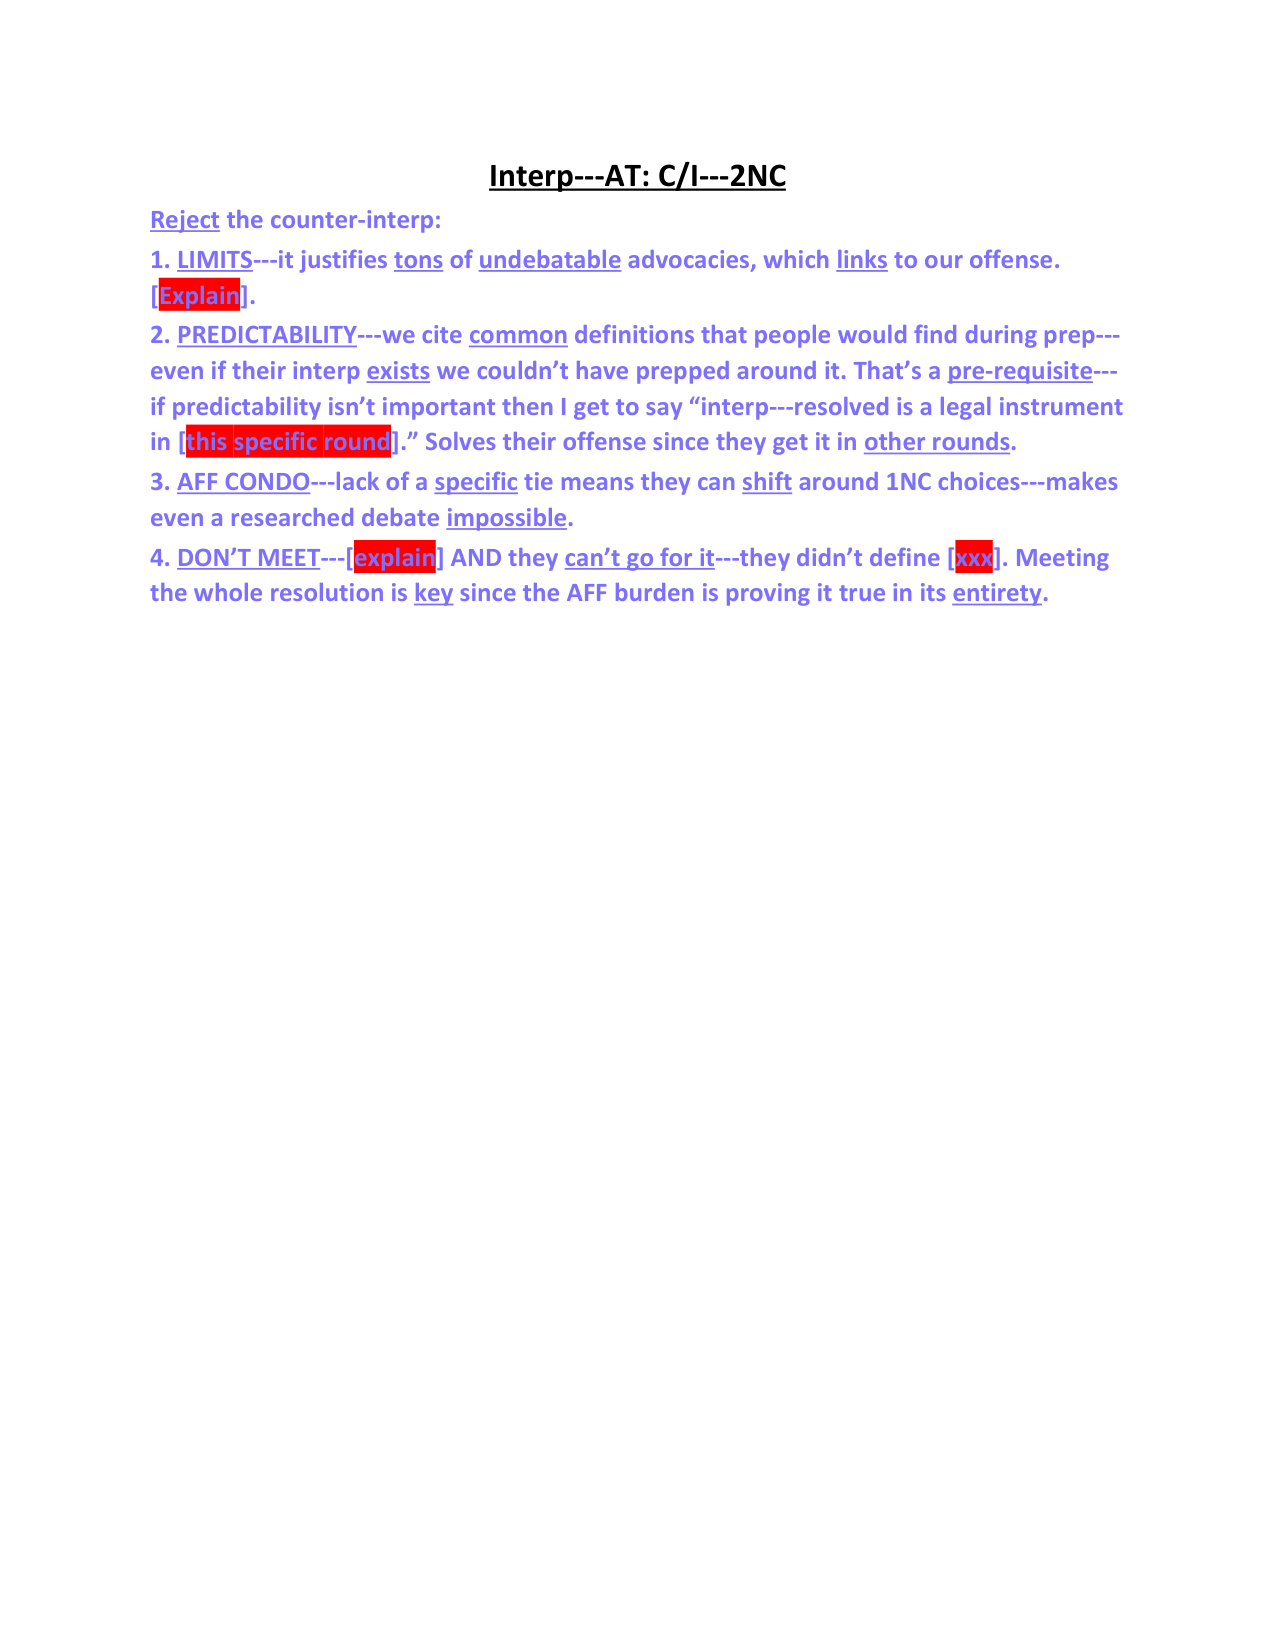 Interp---AT: C/I---2NC
Reject the counter-interp:
1. LIMITS---it justifies tons of undebatable advocacies, which links to our offense.
[Explain].
2. PREDICTABILITY---we cite common definitions that people would find during prep---
even if their interp exists we couldn’t have prepped around it. That’s a pre-requisite---
if predictability isn’t important then I get to say “interp---resolved is a legal instrument
in [this specific round].” Solves their offense since they get it in other rounds.
3. AFF CONDO---lack of a specific tie means they can shift around 1NC choices---makes
even a researched debate impossible.
4. DON’T MEET---[explain] AND they can’t go for it---they didn’t define [xxx]. Meeting
the whole resolution is key since the AFF burden is proving it true in its entirety.